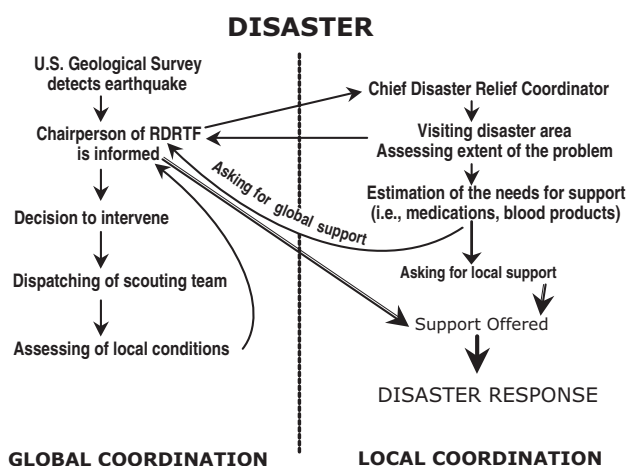 DISASTER
U.S. Geological Survey
detects earthquake
Chairperson of RDRTF
is informed
Decision to intervene
Dispatching of scouting team
Assessing of local conditions
Asking for global support
Chief Disaster Relief Coordinator
Visiting disaster area
Assessing extent of the problem
Estimation of the needs for support
(i.e., medications, blood products)
Asking for local support
Support Offered
DISASTER RESPONSE
GLOBAL COORDINATION
LOCAL COORDINATION